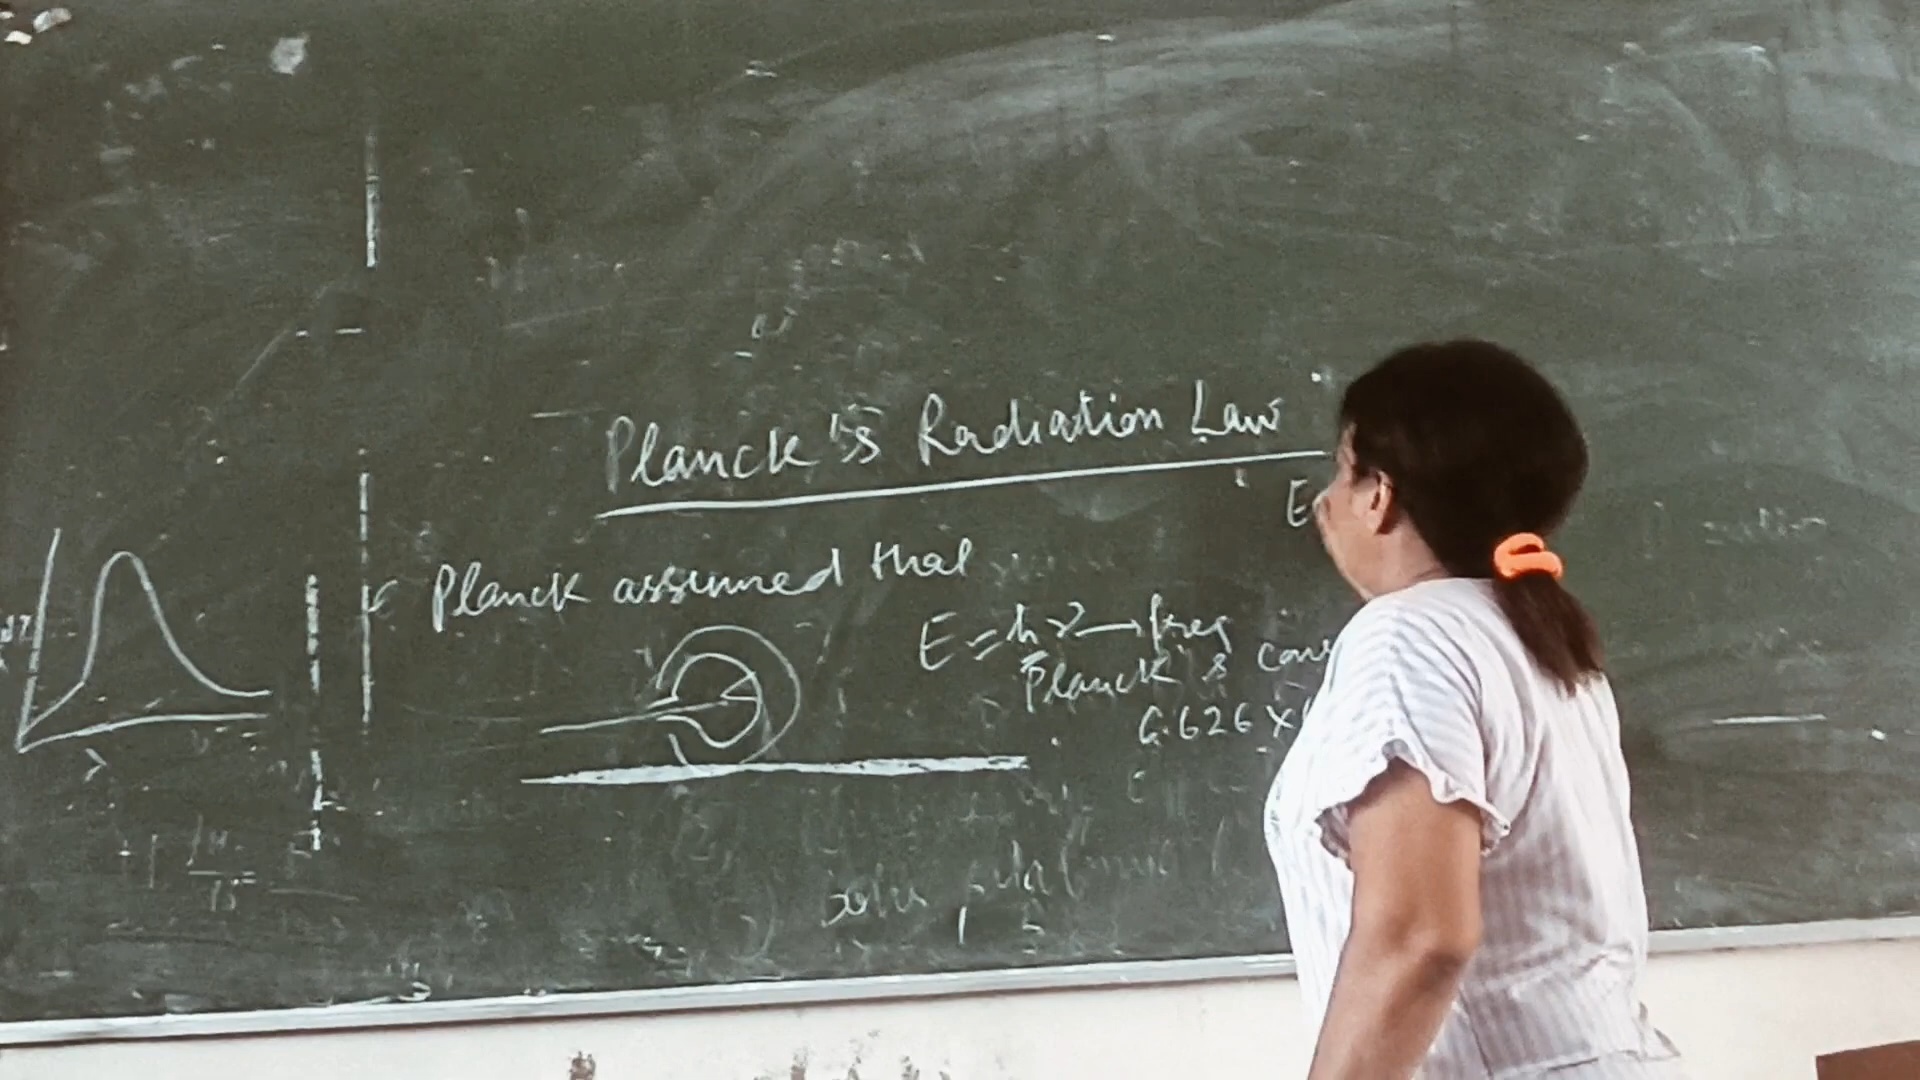 Planck's Radiation Law
E
Planck assumed that
E = hν → freq
Planck's cons
6.626 X
λ